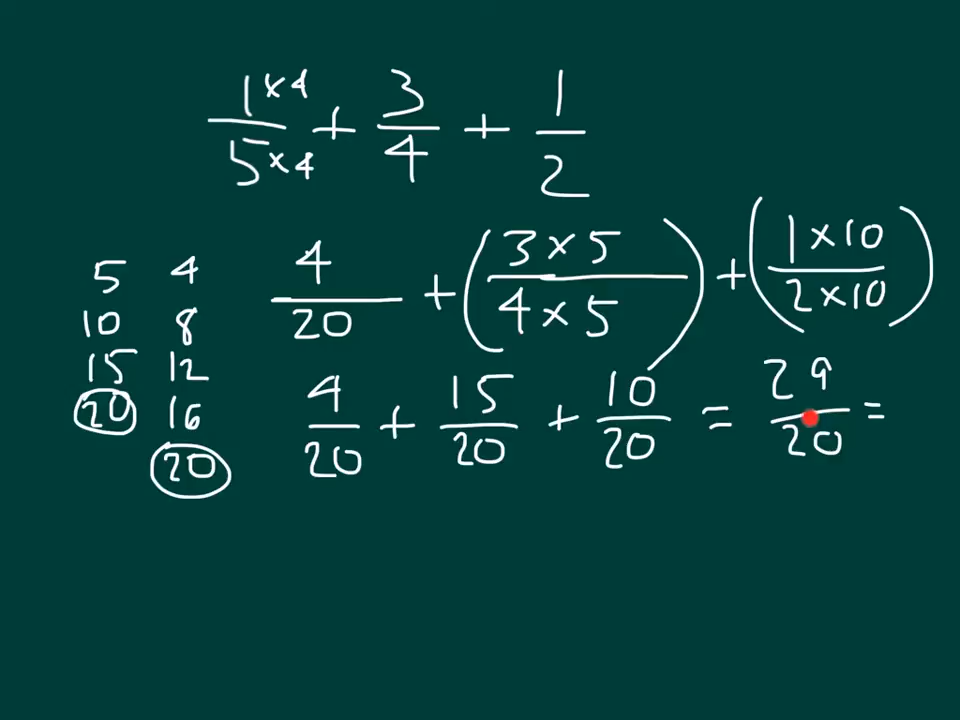 1×4/5×4 + 3/4 + 1/2
5 4
10 8
15 12
20 16
20
4/20 + (3×5/4×5) + (1×10/2×10)
4/20 + 15/20 + 10/20 = 29/20 =